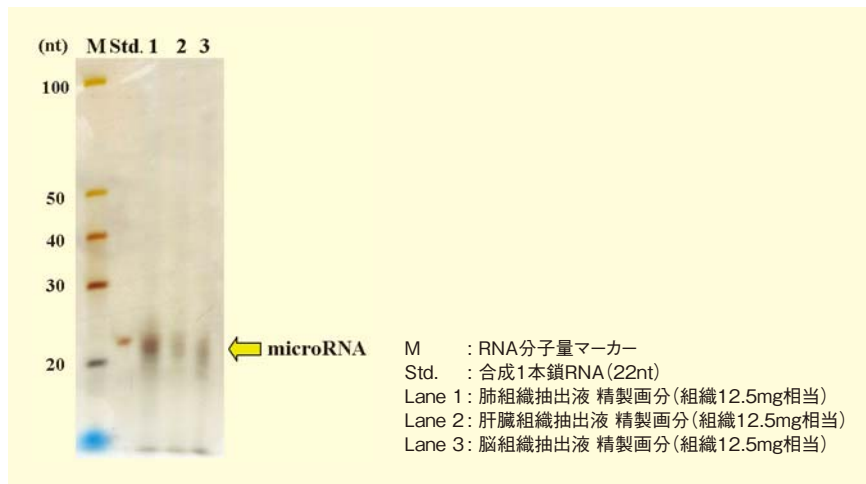 (nt) M Std. 1 2 3
100
50
40
30
20
microRNA
M : RNA分子量マーカー
Std. : 合成1本鎖RNA(22nt)
Lane 1 : 肺組織抽出液 精製画分(組織12.5mg相当)
Lane 2 : 肝臓組織抽出液 精製画分(組織12.5mg相当)
Lane 3 : 脳組織抽出液 精製画分(組織12.5mg相当)